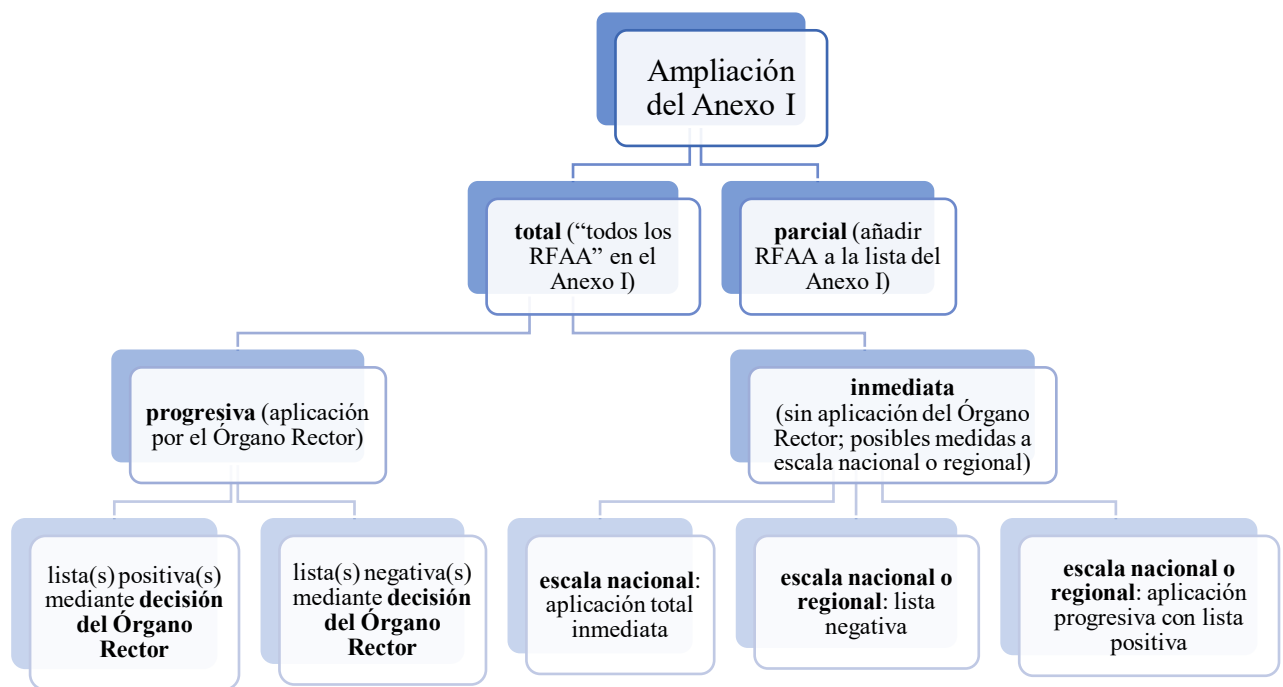 Ampliación
del Anexo I
total (“todos los
RFAA” en el
Anexo I)
parcial (añadir
RFAA a la lista del
Anexo I)
progresiva (aplicación
por el Órgano Rector)
inmediata
(sin aplicación del Órgano
Rector; posibles medidas a
escala nacional o regional)
lista(s) positiva(s)
mediante decisión
del Órgano
Rector
lista(s) negativa(s)
mediante decisión
del Órgano
Rector
escala nacional:
aplicación total
inmediata
escala nacional o
regional: lista
negativa
escala nacional o
regional: aplicación
progresiva con lista
positiva